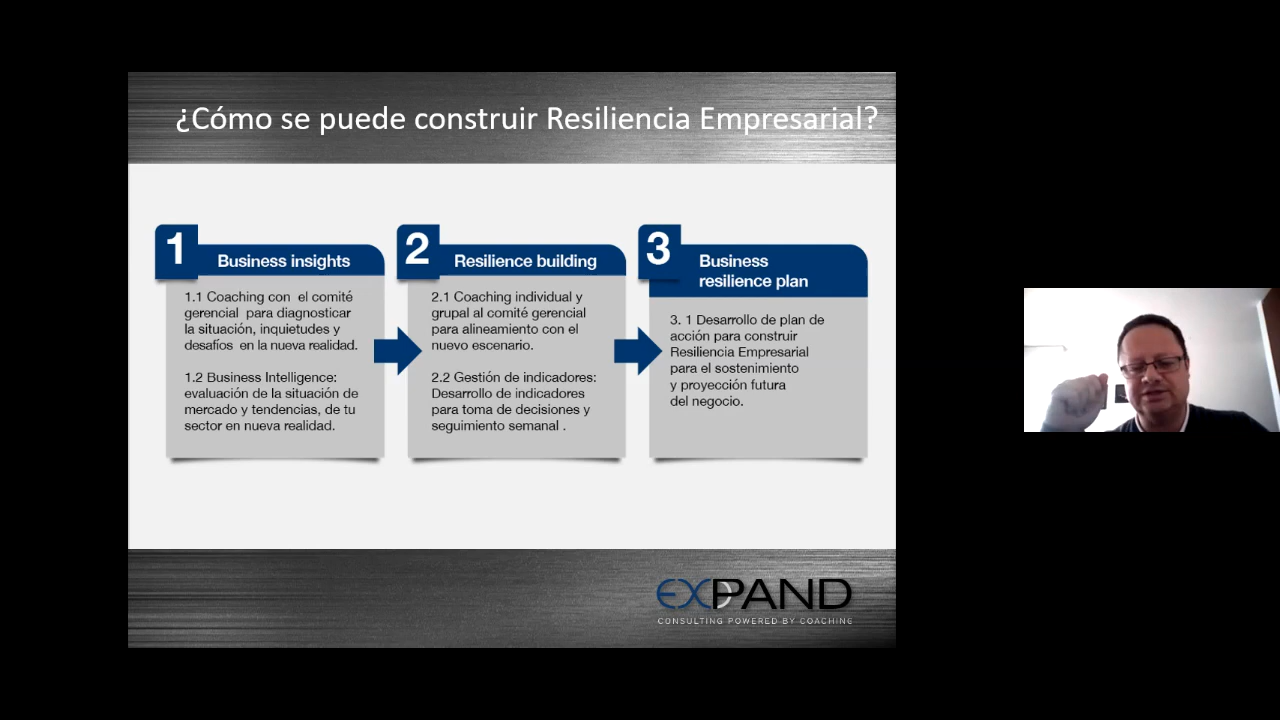 ¿Cómo se puede construir Resiliencia Empresarial?
1
Business insights
1.1 Coaching con el comité
gerencial para diagnosticar
la situación, inquietudes y
desafíos en la nueva realidad.
1.2 Business Intelligence:
evaluación de la situación de
mercado y tendencias, de tu
sector en nueva realidad.
2
Resilience building
2.1 Coaching individual y
grupal al comité gerencial
para alineamiento con el
nuevo escenario.
2.2 Gestión de indicadores:
Desarrollo de indicadores
para toma de decisiones y
seguimiento semanal .
3
Business
resilience plan
3. 1 Desarrollo de plan de
acción para construir
Resiliencia Empresarial
para el sostenimiento
y proyección futura
del negocio.
EXPAND
CONSULTING POWERED BY COACHING